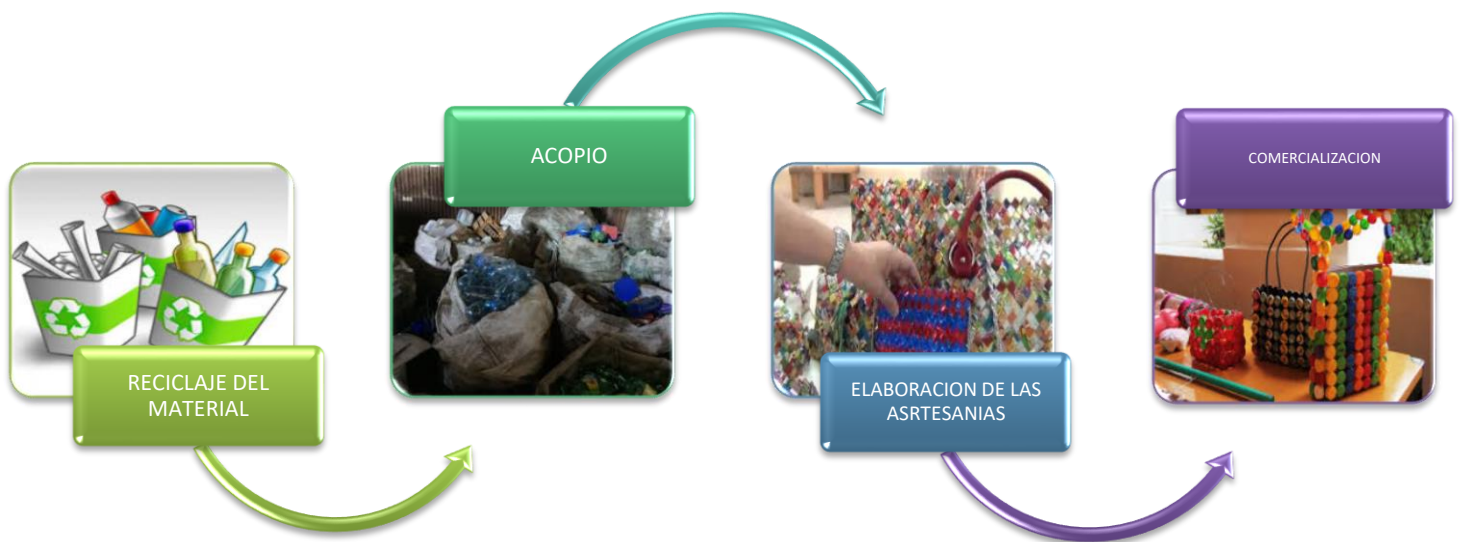 RECICLAJE DEL
MATERIAL
ACOPIO
ELABORACION DE LAS
ASRTESANIAS
COMERCIALIZACION